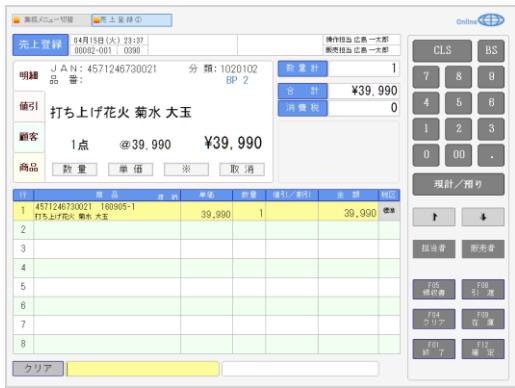 業務メニュー切替 売上登録①
Online
売上登録 04月15日(火) 23:37
00002-001 0390
操作担当 広島 一太郎
販売担当 広島 一太郎
明細
値引
顧客
商品
JAN: 4571246730021 分 類: 1020102
品 番: BP 2
打ち上げ花火 菊水 大玉
1点 @39,990 ¥39,990
数 量 単 価 ※ 取 消
数 量 計 1
合 計 ¥39,990
消 費 税 0
行 商 品 単 価 数 量 値引/割引 金 額 税区
1 4571246730021 160905-1
打ち上げ花火 菊水 大玉 39,990 1 39,990 標準
2
3
4
5
6
7
8
クリア
CLS BS
7 8 9
4 5 6
1 2 3
0 00 .
現計/預り
↑ ↓
担当者 販売者
F05 領収書 F08 引 渡
F04 クリア F09 在 庫
F01 終 了 F12 確 定